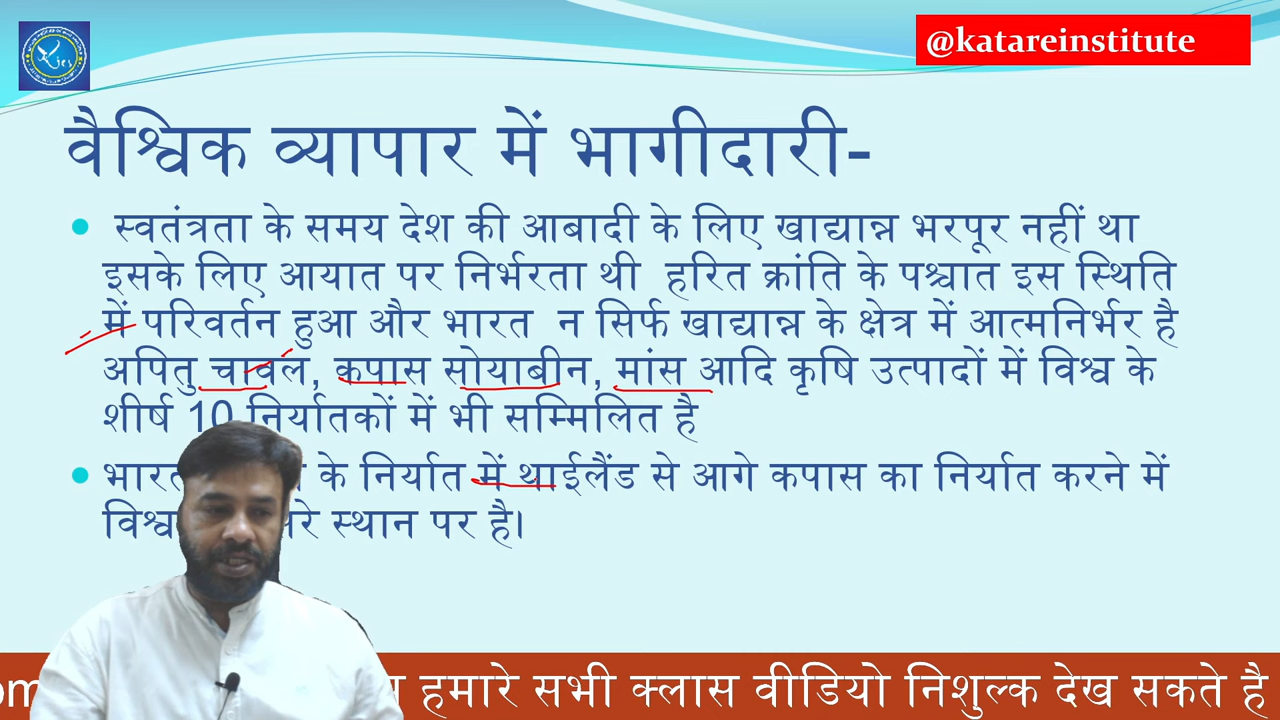 @katareinstitute
वैश्विक व्यापार में भागीदारी-
स्वतंत्रता के समय देश की आबादी के लिए खाद्यान्न भरपूर नहीं था
इसके लिए आयात पर निर्भरता थी हरित क्रांति के पश्चात इस स्थिति
में परिवर्तन हुआ और भारत न सिर्फ खाद्यान्न के क्षेत्र में आत्मनिर्भर है
अपितु चावल, कपास सोयाबीन, मांस आदि कृषि उत्पादों में विश्व के
शीर्ष 10 निर्यातकों में भी सम्मिलित है
भारत के निर्यात में थाईलैंड से आगे कपास का निर्यात करने में
विश्व स्थान पर है।
हमारे सभी क्लास वीडियो निशुल्क देख सकते है